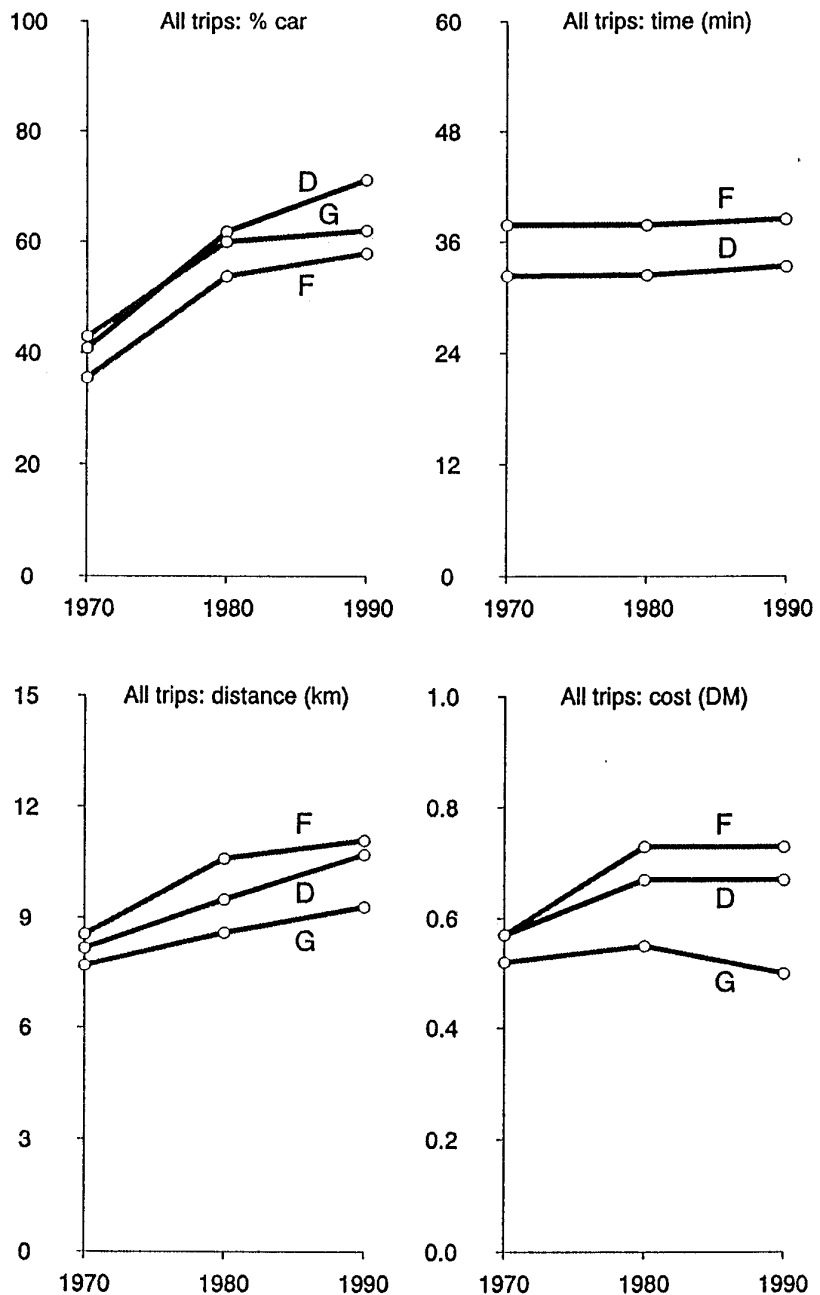 All trips: % car
100
80
60
40
20
0
D
G
F
1970 1980 1990
All trips: time (min)
60
48
36
24
12
0
F
D
1970 1980 1990
All trips: distance (km)
15
12
9
6
3
0
F
D
G
1970 1980 1990
All trips: cost (DM)
1.0
0.8
0.6
0.4
0.2
0.0
F
D
G
1970 1980 1990